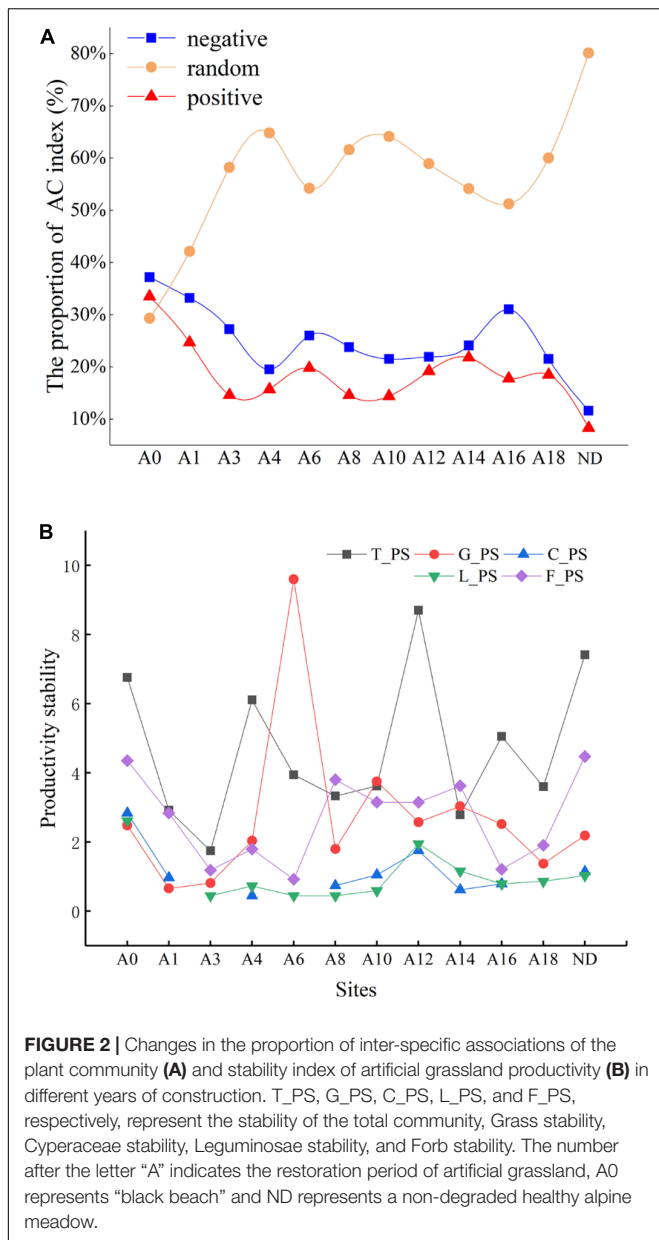 A
negative
random
positive
The proportion of AC index (%)
80%
70%
60%
50%
40%
30%
20%
10%
A0 A1 A3 A4 A6 A8 A10 A12 A14 A16 A18 ND
B
T_PS G_PS C_PS
L_PS F_PS
Productivity stability
10
8
6
4
2
0
A0 A1 A3 A4 A6 A8 A10 A12 A14 A16 A18 ND
Sites
FIGURE 2 | Changes in the proportion of inter-specific associations of the
plant community (A) and stability index of artificial grassland productivity (B) in
different years of construction. T_PS, G_PS, C_PS, L_PS, and F_PS,
respectively, represent the stability of the total community, Grass stability,
Cyperaceae stability, Leguminosae stability, and Forb stability. The number
after the letter “A” indicates the restoration period of artificial grassland, A0
represents “black beach” and ND represents a non-degraded healthy alpine
meadow.